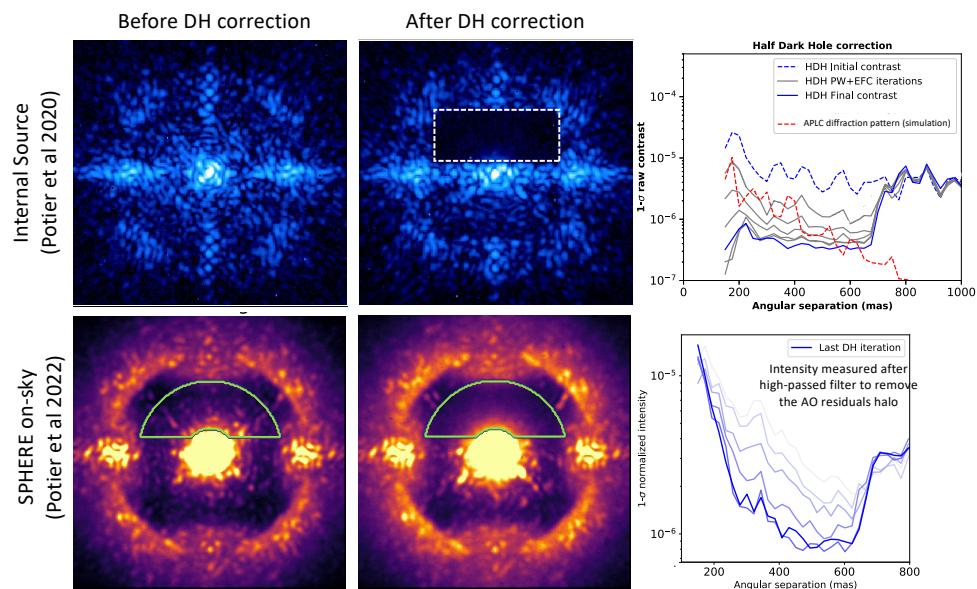 Before DH correction
After DH correction
Internal Source
(Potier et al 2020)
Half Dark Hole correction
HDH Initial contrast
HDH PW+EFC iterations
HDH Final contrast
APLC diffraction pattern (simulation)
1-σ raw contrast
10⁻⁴
10⁻⁵
10⁻⁶
10⁻⁷
0
200
400
600
800
1000
Angular separation (mas)
SPHERE on-sky
(Potier et al 2022)
Last DH iteration
Intensity measured after
high-passed filter to remove
the AO residuals halo
1-σ normalized intensity
10⁻⁵
10⁻⁶
200
400
600
800
Angular separation (mas)